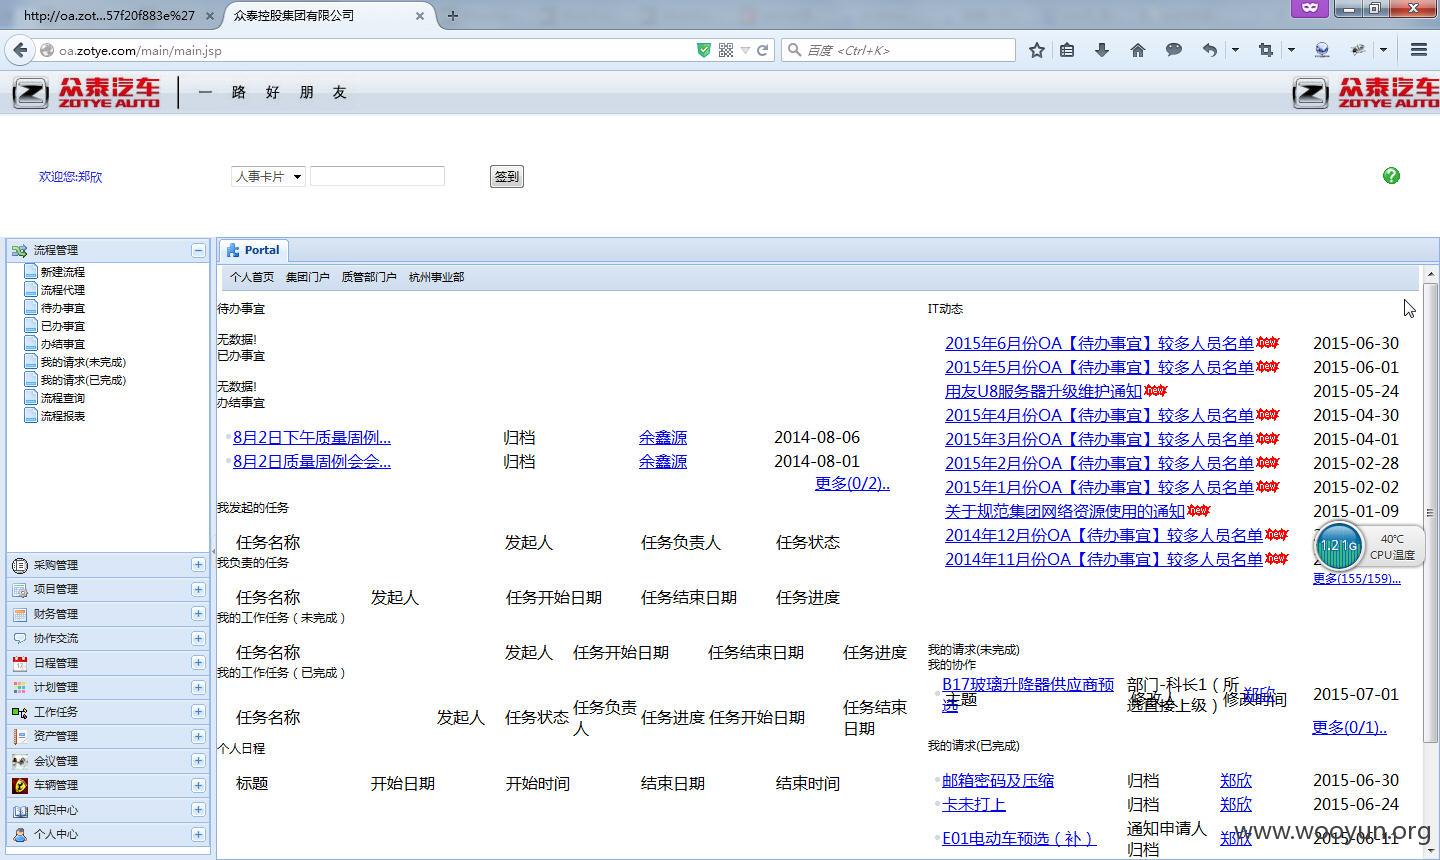 http://oa.zot...57f20f883e%27
众泰控股集团有限公司
oa.zotye.com/main/main.jsp
百度 <Ctrl+K>
众泰汽车
ZOTYE AUTO
一 路 好 朋 友
众泰汽车
ZOTYE AUTO
欢迎您:郑欣
人事卡片
签到
流程管理
新建流程
流程代理
待办事宜
已办事宜
办结事宜
我的请求(未完成)
我的请求(已完成)
流程查询
流程报表
采购管理
项目管理
财务管理
协作交流
日程管理
计划管理
工作任务
资产管理
会议管理
车辆管理
知识中心
个人中心
Portal
个人首页 集团门户 质管部门户 杭州事业部
待办事宜
无数据!
已办事宜
无数据!
办结事宜
8月2日下午质量周例... 归档 余鑫源 2014-08-06
8月2日质量周例会会... 归档 余鑫源 2014-08-01
更多(0/2)..
我发起的任务
任务名称 发起人 任务负责人 任务状态
我负责的任务
任务名称 发起人 任务开始日期 任务结束日期 任务进度
我的工作任务（未完成）
任务名称 发起人 任务开始日期 任务结束日期 任务进度
我的工作任务（已完成）
任务名称 发起人 任务状态 任务负责人 任务进度 任务开始日期 任务结束日期
个人日程
标题 开始日期 开始时间 结束日期 结束时间
IT动态
2015年6月份OA【待办事宜】较多人员名单 new 2015-06-30
2015年5月份OA【待办事宜】较多人员名单 new 2015-06-01
用友U8服务器升级维护通知 new 2015-05-24
2015年4月份OA【待办事宜】较多人员名单 new 2015-04-30
2015年3月份OA【待办事宜】较多人员名单 new 2015-04-01
2015年2月份OA【待办事宜】较多人员名单 new 2015-02-28
2015年1月份OA【待办事宜】较多人员名单 new 2015-02-02
关于规范集团网络资源使用的通知 new 2015-01-09
2014年12月份OA【待办事宜】较多人员名单 new
2014年11月份OA【待办事宜】较多人员名单 new
更多(155/159)...
1.21G
40℃
CPU温度
我的请求(未完成)
我的协作
B17玻璃升降器供应商预选 部门-科长1（所选直接上级） 郑欣 2015-07-01
主题 修改人 修改时间
更多(0/1)..
我的请求(已完成)
邮箱密码及压缩 归档 郑欣 2015-06-30
卡未打上 归档 郑欣 2015-06-24
E01电动车预选（补） 通知申请人归档 郑欣 2015-06-11
www.wooyun.org